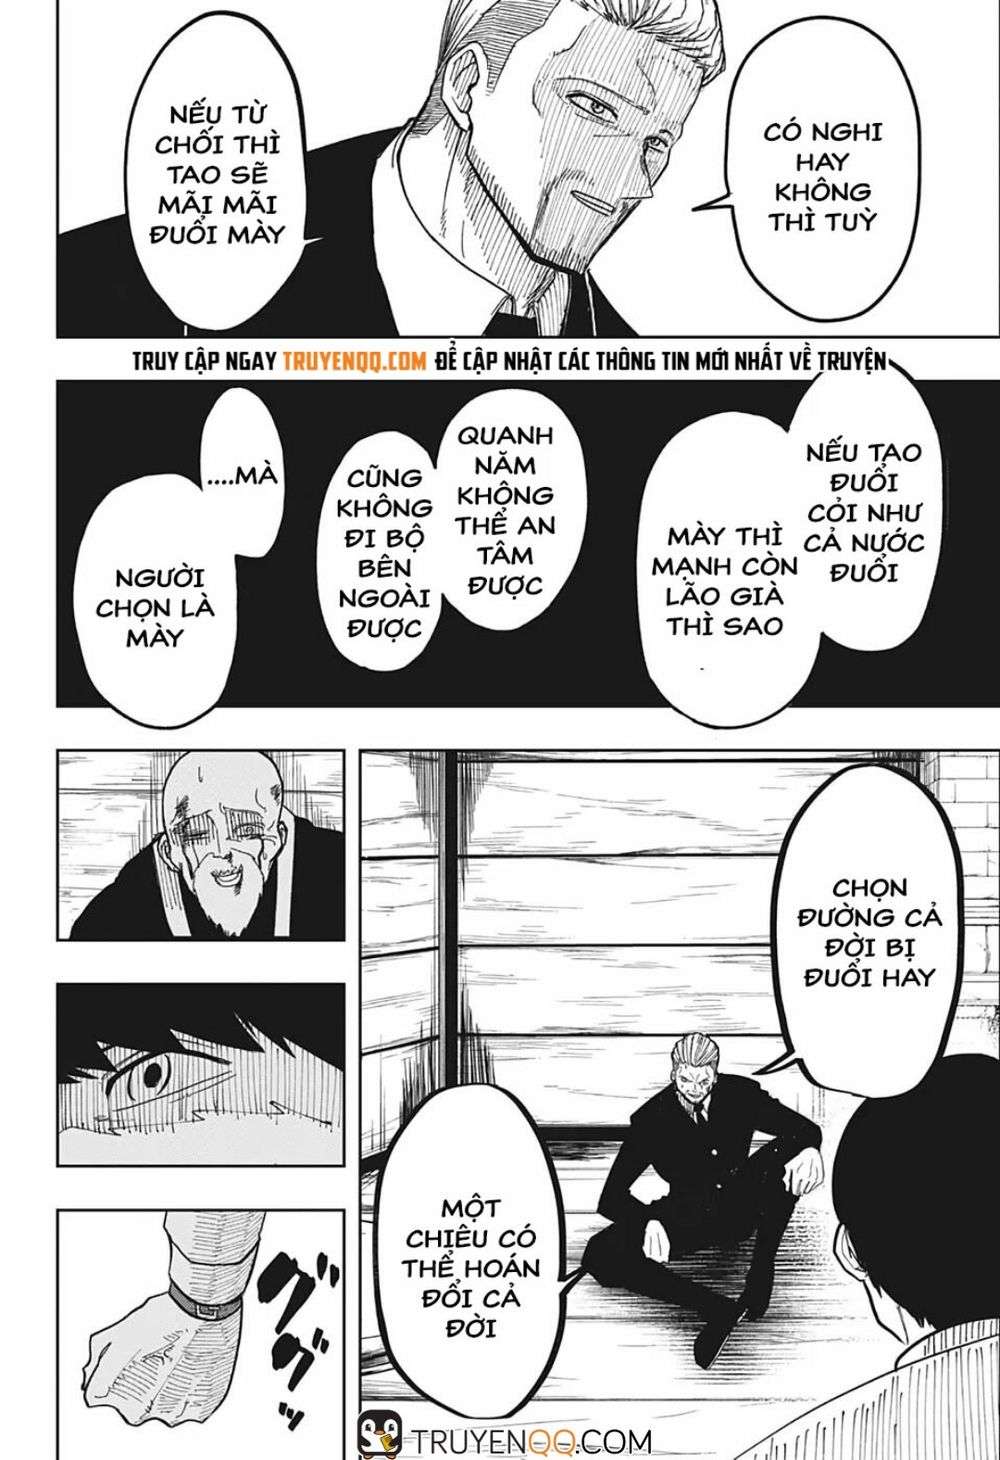 CÓ NGHI
HAY
KHÔNG
THÌ TUỲ
NẾU TỪ
CHỐI THÌ
TAO SẼ
MÃI MÃI
ĐUỔI MÀY
TRUY CẬP NGAY TRUYENQQ.COM ĐỂ CẬP NHẬT CÁC THÔNG TIN MỚI NHẤT VỀ TRUYỆN
NẾU TAO
ĐUỔI
CỎI NHƯ
CẢ NƯỚC
ĐUỔI
MÀY THÌ
MẠNH CÒN
LÃO GIÀ
THÌ SAO
QUANH
NĂM
KHÔNG
THỂ AN
TÂM
ĐƯỢC
CŨNG
KHÔNG
ĐI BỘ
BÊN
NGOÀI
ĐƯỢC
....MÀ
NGƯỜI
CHỌN LÀ
MÀY
CHỌN
ĐƯỜNG CẢ
ĐỜI BỊ
ĐUỔI HAY
MỘT
CHIÊU CÓ
THỂ HOÁN
ĐỔI CẢ
ĐỜI
ググッ
TRUYENQQ.COM